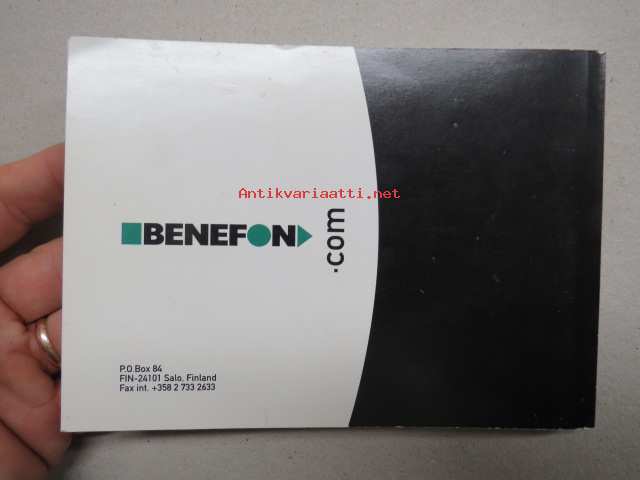 Antikvariaatti.net
BENEFON
.com
P.O.Box 84
FIN-24101 Salo, Finland
Fax int. +358 2 733 2633